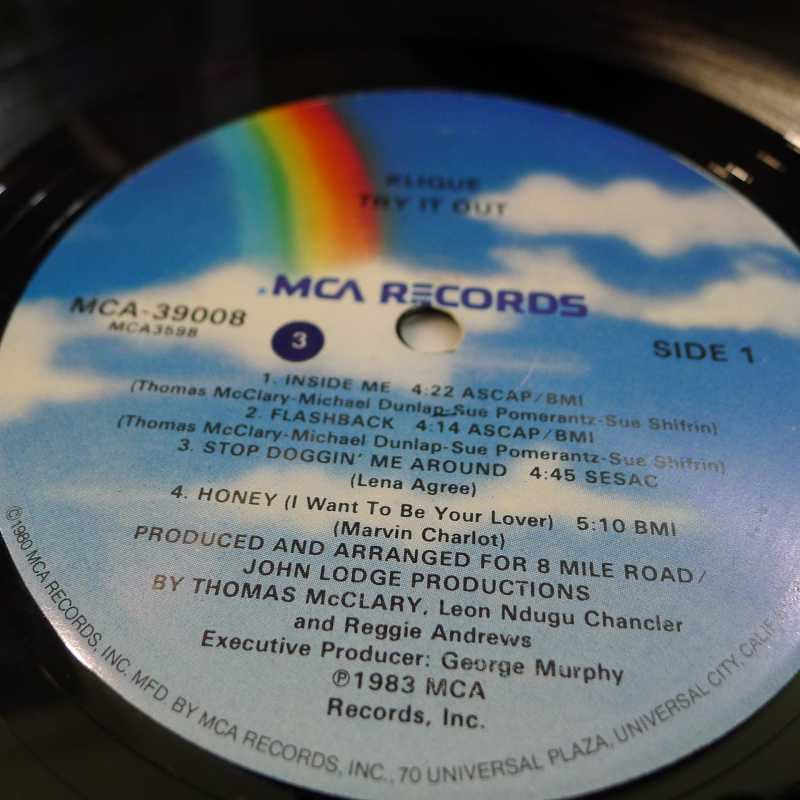 KLIQUE
TRY IT OUT
MCA RECORDS
MCA-39008
MCA3598
3
SIDE 1
1. INSIDE ME 4:22 ASCAP/BMI
(Thomas McClary-Michael Dunlap-Sue Pomerantz-Sue Shifrin)
2. FLASHBACK 4:14 ASCAP/BMI
(Thomas McClary-Michael Dunlap-Sue Pomerantz-Sue Shifrin)
3. STOP DOGGIN' ME AROUND 4:45 SESAC
(Lena Agree)
4. HONEY (I Want To Be Your Lover) 5:10 BMI
(Marvin Charlot)
PRODUCED AND ARRANGED FOR 8 MILE ROAD/
JOHN LODGE PRODUCTIONS
BY THOMAS McCLARY, Leon Ndugu Chancler
and Reggie Andrews
Executive Producer: George Murphy
℗1983 MCA
Records, Inc.
©1980 MCA RECORDS, INC. MFD BY MCA RECORDS, INC., 70 UNIVERSAL PLAZA, UNIVERSAL CITY, CALIF.